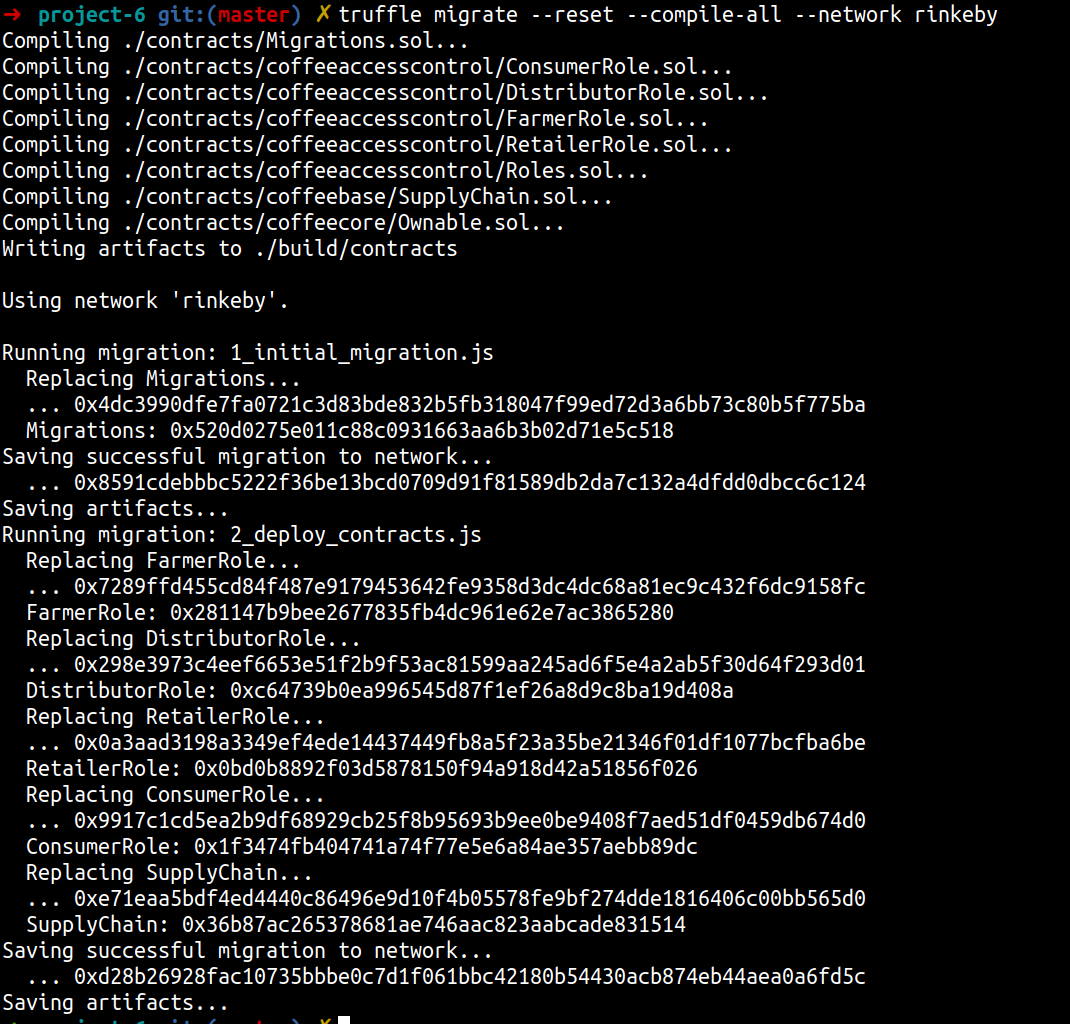 ➜ project-6 git:(master) ✗ truffle migrate --reset --compile-all --network rinkeby
Compiling ./contracts/Migrations.sol...
Compiling ./contracts/coffeeaccesscontrol/ConsumerRole.sol...
Compiling ./contracts/coffeeaccesscontrol/DistributorRole.sol...
Compiling ./contracts/coffeeaccesscontrol/FarmerRole.sol...
Compiling ./contracts/coffeeaccesscontrol/RetailerRole.sol...
Compiling ./contracts/coffeeaccesscontrol/Roles.sol...
Compiling ./contracts/coffeebase/SupplyChain.sol...
Compiling ./contracts/coffeecore/Ownable.sol...
Writing artifacts to ./build/contracts
Using network 'rinkeby'.
Running migration: 1_initial_migration.js
Replacing Migrations...
... 0x4dc3990dfe7fa0721c3d83bde832b5fb318047f99ed72d3a6bb73c80b5f775ba
Migrations: 0x520d0275e011c88c0931663aa6b3b02d71e5c518
Saving successful migration to network...
... 0x8591cdebbbc5222f36be13bcd0709d91f81589db2da7c132a4dfdd0dbcc6c124
Saving artifacts...
Running migration: 2_deploy_contracts.js
Replacing FarmerRole...
... 0x7289ffd455cd84f487e9179453642fe9358d3dc4dc68a81ec9c432f6dc9158fc
FarmerRole: 0x281147b9bee2677835fb4dc961e62e7ac3865280
Replacing DistributorRole...
... 0x298e3973c4eef6653e51f2b9f53ac81599aa245ad6f5e4a2ab5f30d64f293d01
DistributorRole: 0xc64739b0ea996545d87f1ef26a8d9c8ba19d408a
Replacing RetailerRole...
... 0x0a3aad3198a3349ef4ede14437449fb8a5f23a35be21346f01df1077bcfba6be
RetailerRole: 0x0bd0b8892f03d5878150f94a918d42a51856f026
Replacing ConsumerRole...
... 0x9917c1cd5ea2b9df68929cb25f8b95693b9ee0be9408f7aed51df0459db674d0
ConsumerRole: 0x1f3474fb404741a74f77e5e6a84ae357aebb89dc
Replacing SupplyChain...
... 0xe71eaa5bdf4ed4440c86496e9d10f4b05578fe9bf274dde1816406c00bb565d0
SupplyChain: 0x36b87ac265378681ae746aac823aabcade831514
Saving successful migration to network...
... 0xd28b26928fac10735bbbe0c7d1f061bbc42180b54430acb874eb44aea0a6fd5c
Saving artifacts...